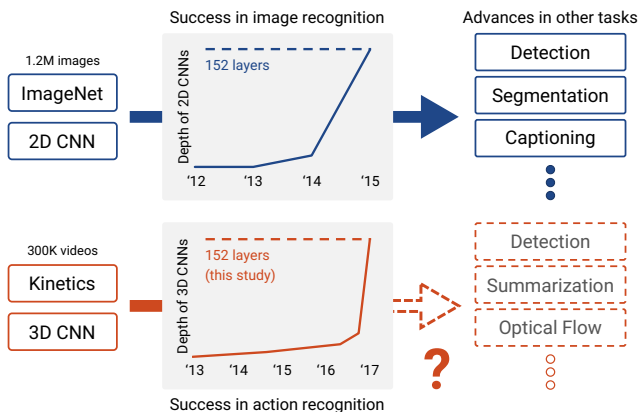 Success in image recognition
Advances in other tasks
1.2M images
ImageNet
2D CNN
Depth of 2D CNNs
152 layers
‘12
‘13
‘14
‘15
Detection
Segmentation
Captioning
300K videos
Kinetics
3D CNN
Depth of 3D CNNs
152 layers
(this study)
‘13
‘14
‘15
‘16
‘17
Success in action recognition
?
Detection
Summarization
Optical Flow